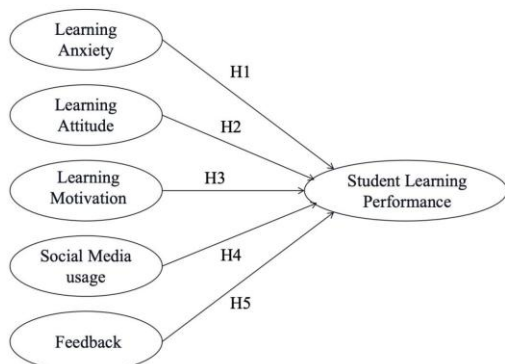 Learning
Anxiety
H1
Learning
Attitude
H2
Learning
Motivation
H3
Student Learning
Performance
Social Media
usage
H4
Feedback
H5